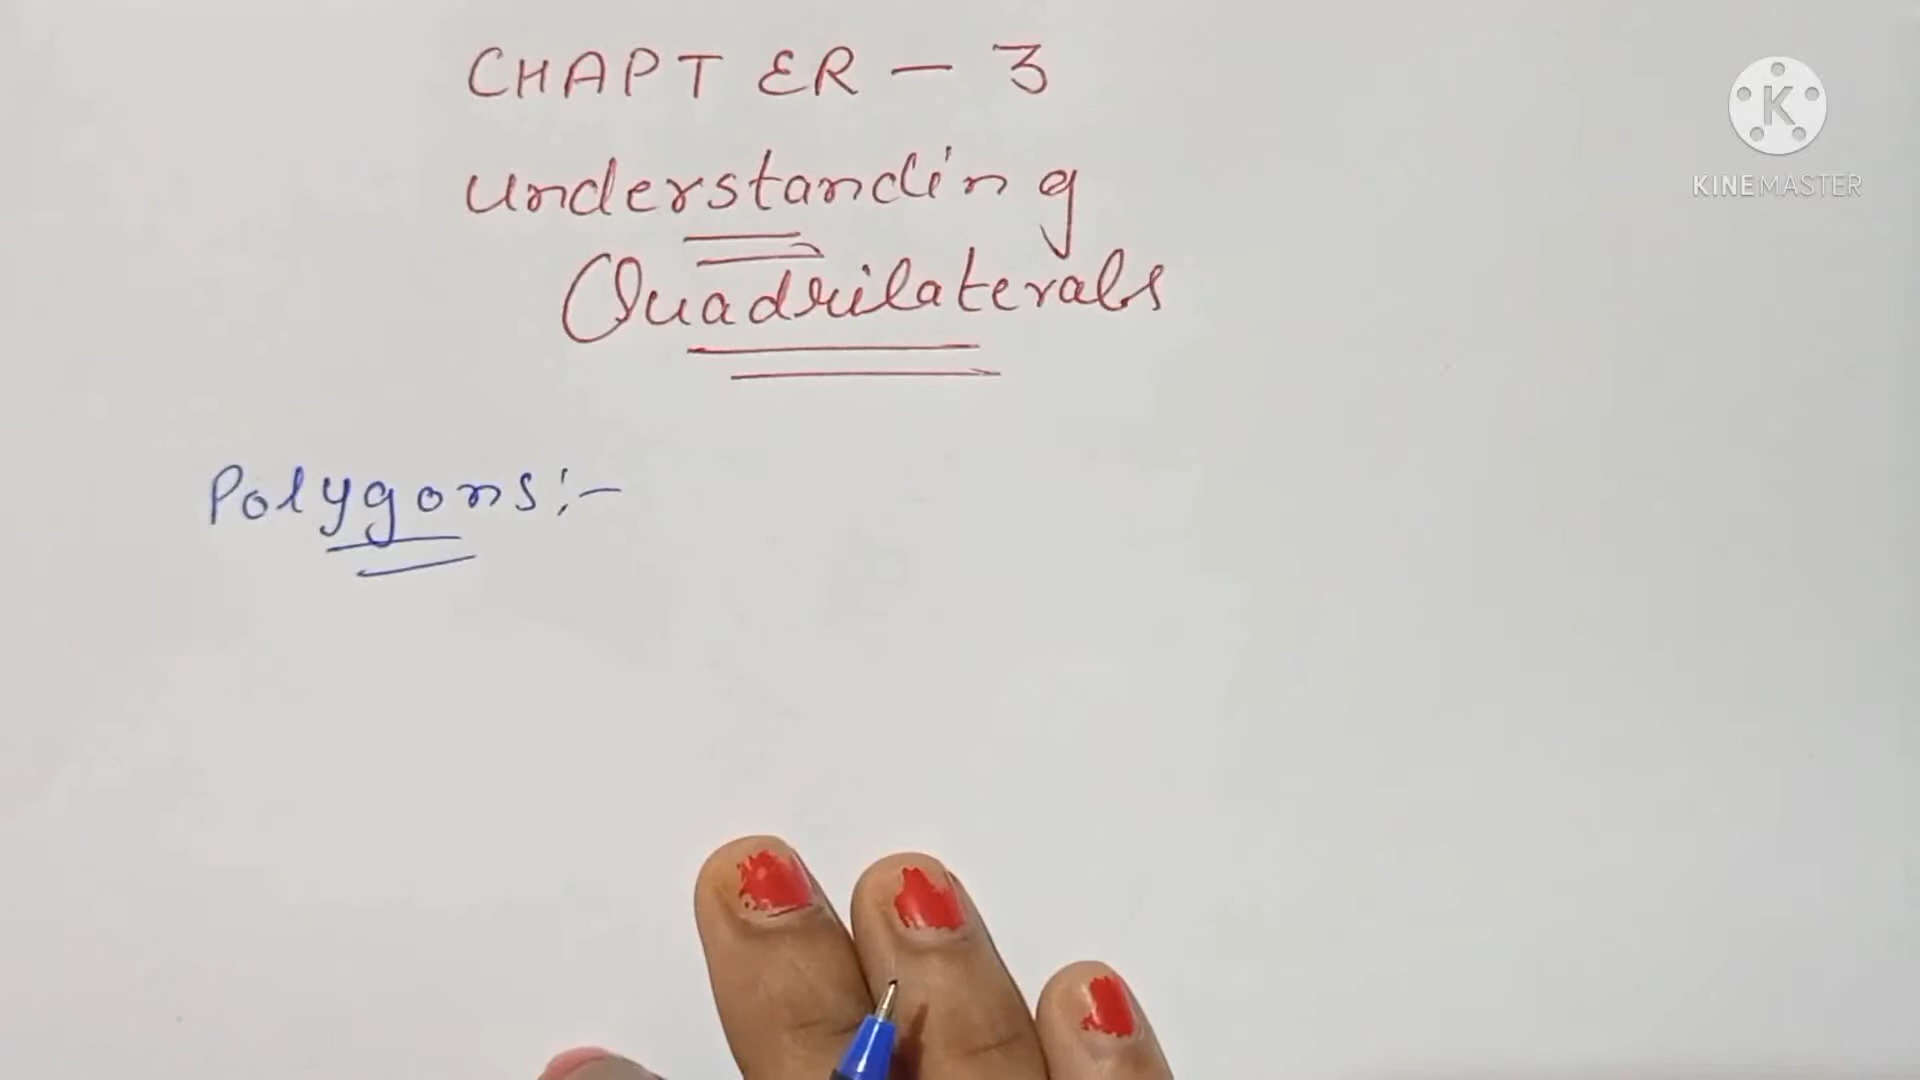 CHAPTER - 3
K
KINEMASTER
understanding
Quadrilaterals
Polygons :-